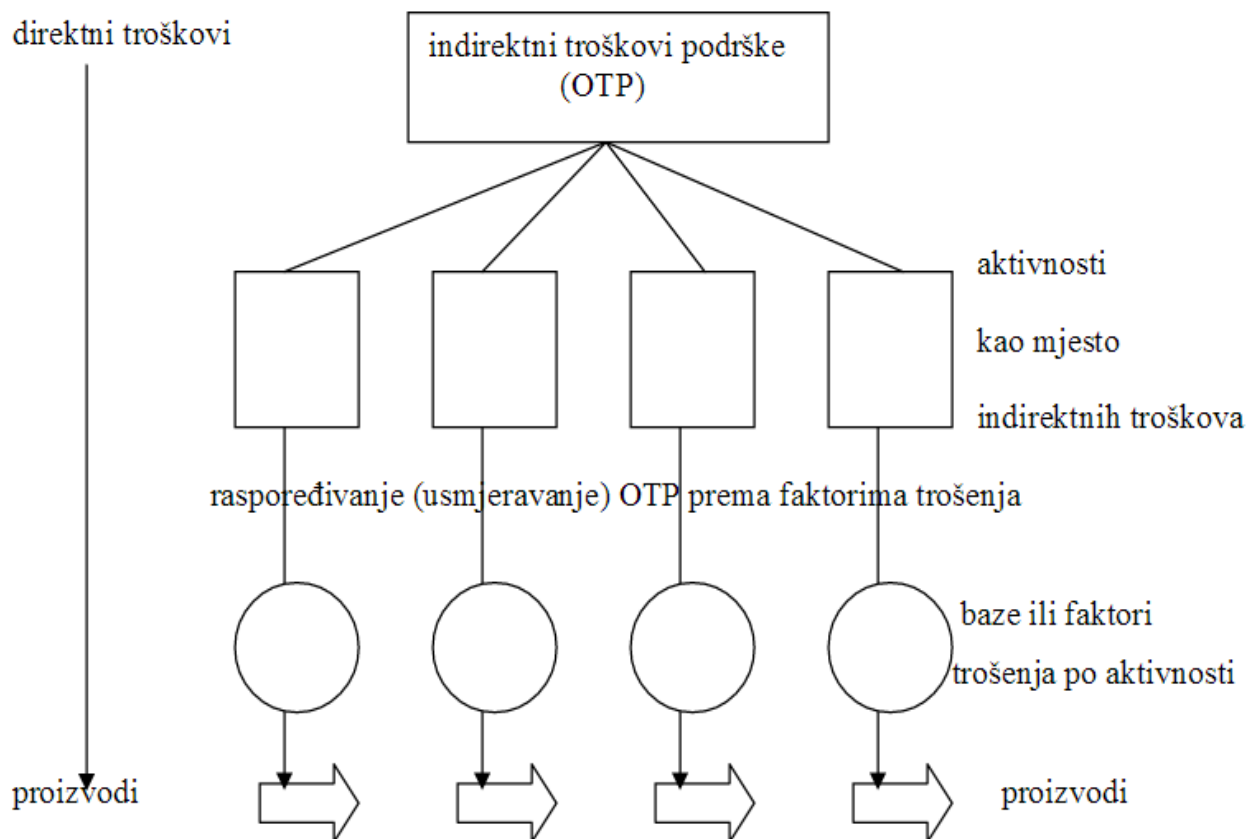 direktni troškovi
indirektni troškovi podrške
(OTP)
aktivnosti
kao mjesto
indirektnih troškova
raspoređivanje (usmjeravanje) OTP prema faktorima trošenja
baze ili faktori
trošenja po aktivnosti
proizvodi
proizvodi